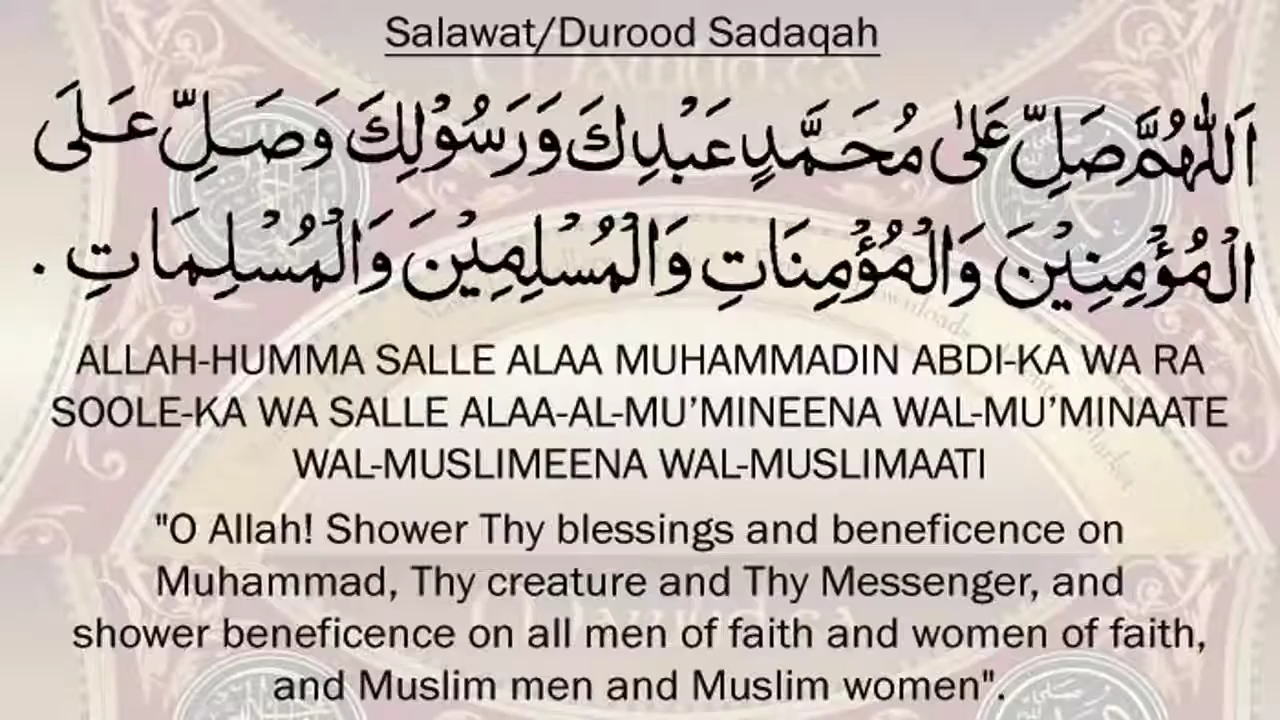 Salawat/Durood Sadaqah
اَللّٰهُمَّ صَلِّ عَلٰى مُحَمَّدٍ عَبْدِكَ وَرَسُوْلِكَ وَصَلِّ عَلَى
الْمُؤْمِنِيْنَ وَالْمُؤْمِنَاتِ وَالْمُسْلِمِيْنَ وَالْمُسْلِمَاتِ .
ALLAH-HUMMA SALLE ALAA MUHAMMADIN ABDI-KA WA RA
SOOLE-KA WA SALLE ALAA-AL-MU’MINEENA WAL-MU’MINAATE
WAL-MUSLIMEENA WAL-MUSLIMAATI
"O Allah! Shower Thy blessings and beneficence on
Muhammad, Thy creature and Thy Messenger, and
shower beneficence on all men of faith and women of faith,
and Muslim men and Muslim women".